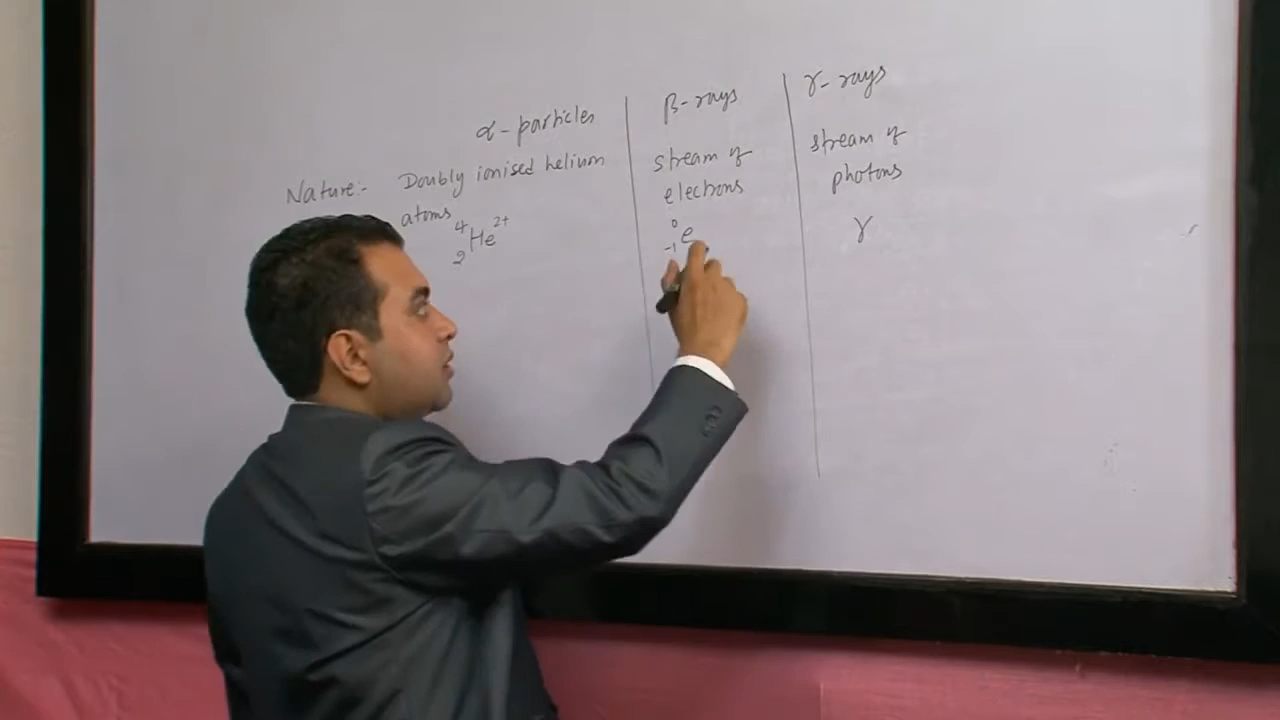 α-particles β-rays γ-rays
Nature:- Doubly ionised helium stream of stream of
atoms electrons photons
⁴₂He²⁺ ⁰₋₁e γ